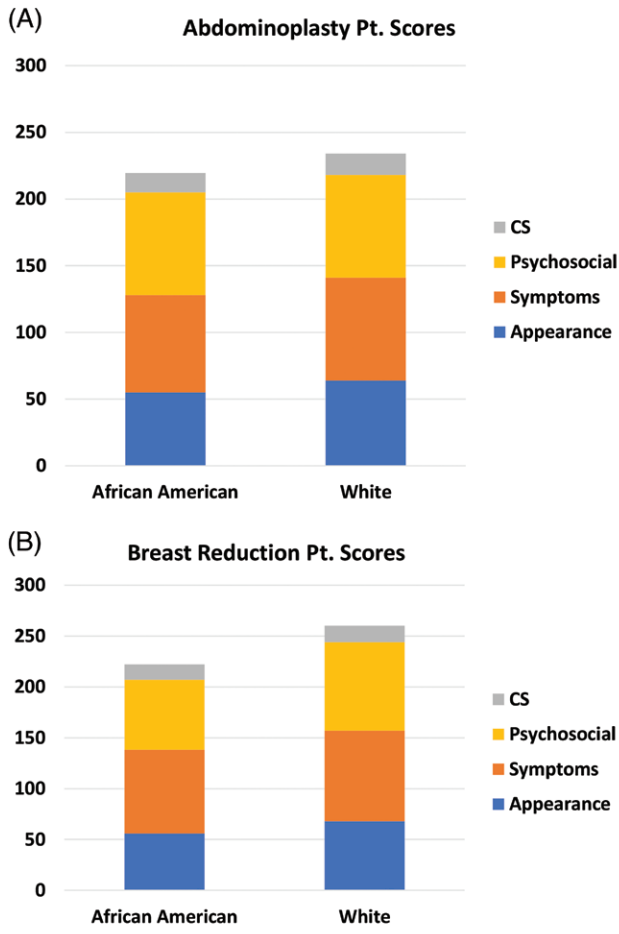 (A)
Abdominoplasty Pt. Scores
300
250
200
150
100
50
0
African American
White
CS
Psychosocial
Symptoms
Appearance
(B)
Breast Reduction Pt. Scores
300
250
200
150
100
50
0
African American
White
CS
Psychosocial
Symptoms
Appearance